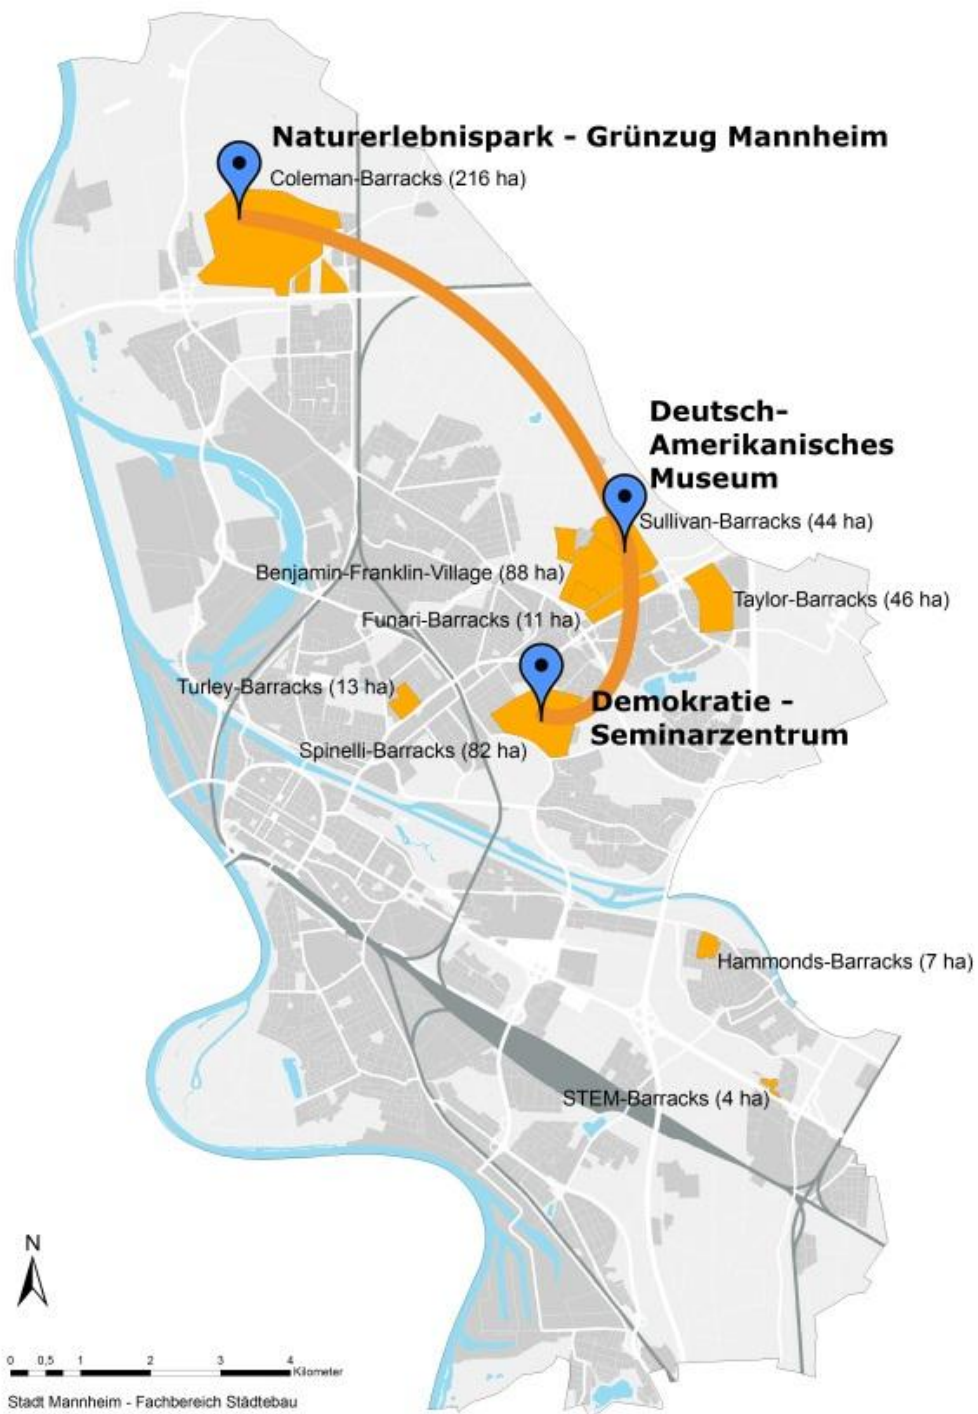 Naturerlebnispark - Grünzug Mannheim
Coleman-Barracks (216 ha)
Deutsch-
Amerikanisches
Museum
Sullivan-Barracks (44 ha)
Benjamin-Franklin-Village (88 ha)
Taylor-Barracks (46 ha)
Funari-Barracks (11 ha)
Turley-Barracks (13 ha)
Demokratie -
Seminarzentrum
Spinelli-Barracks (82 ha)
Hammonds-Barracks (7 ha)
STEM-Barracks (4 ha)
N
0 0,5 1 2 3 4
Kilometer
Stadt Mannheim - Fachbereich Städtebau